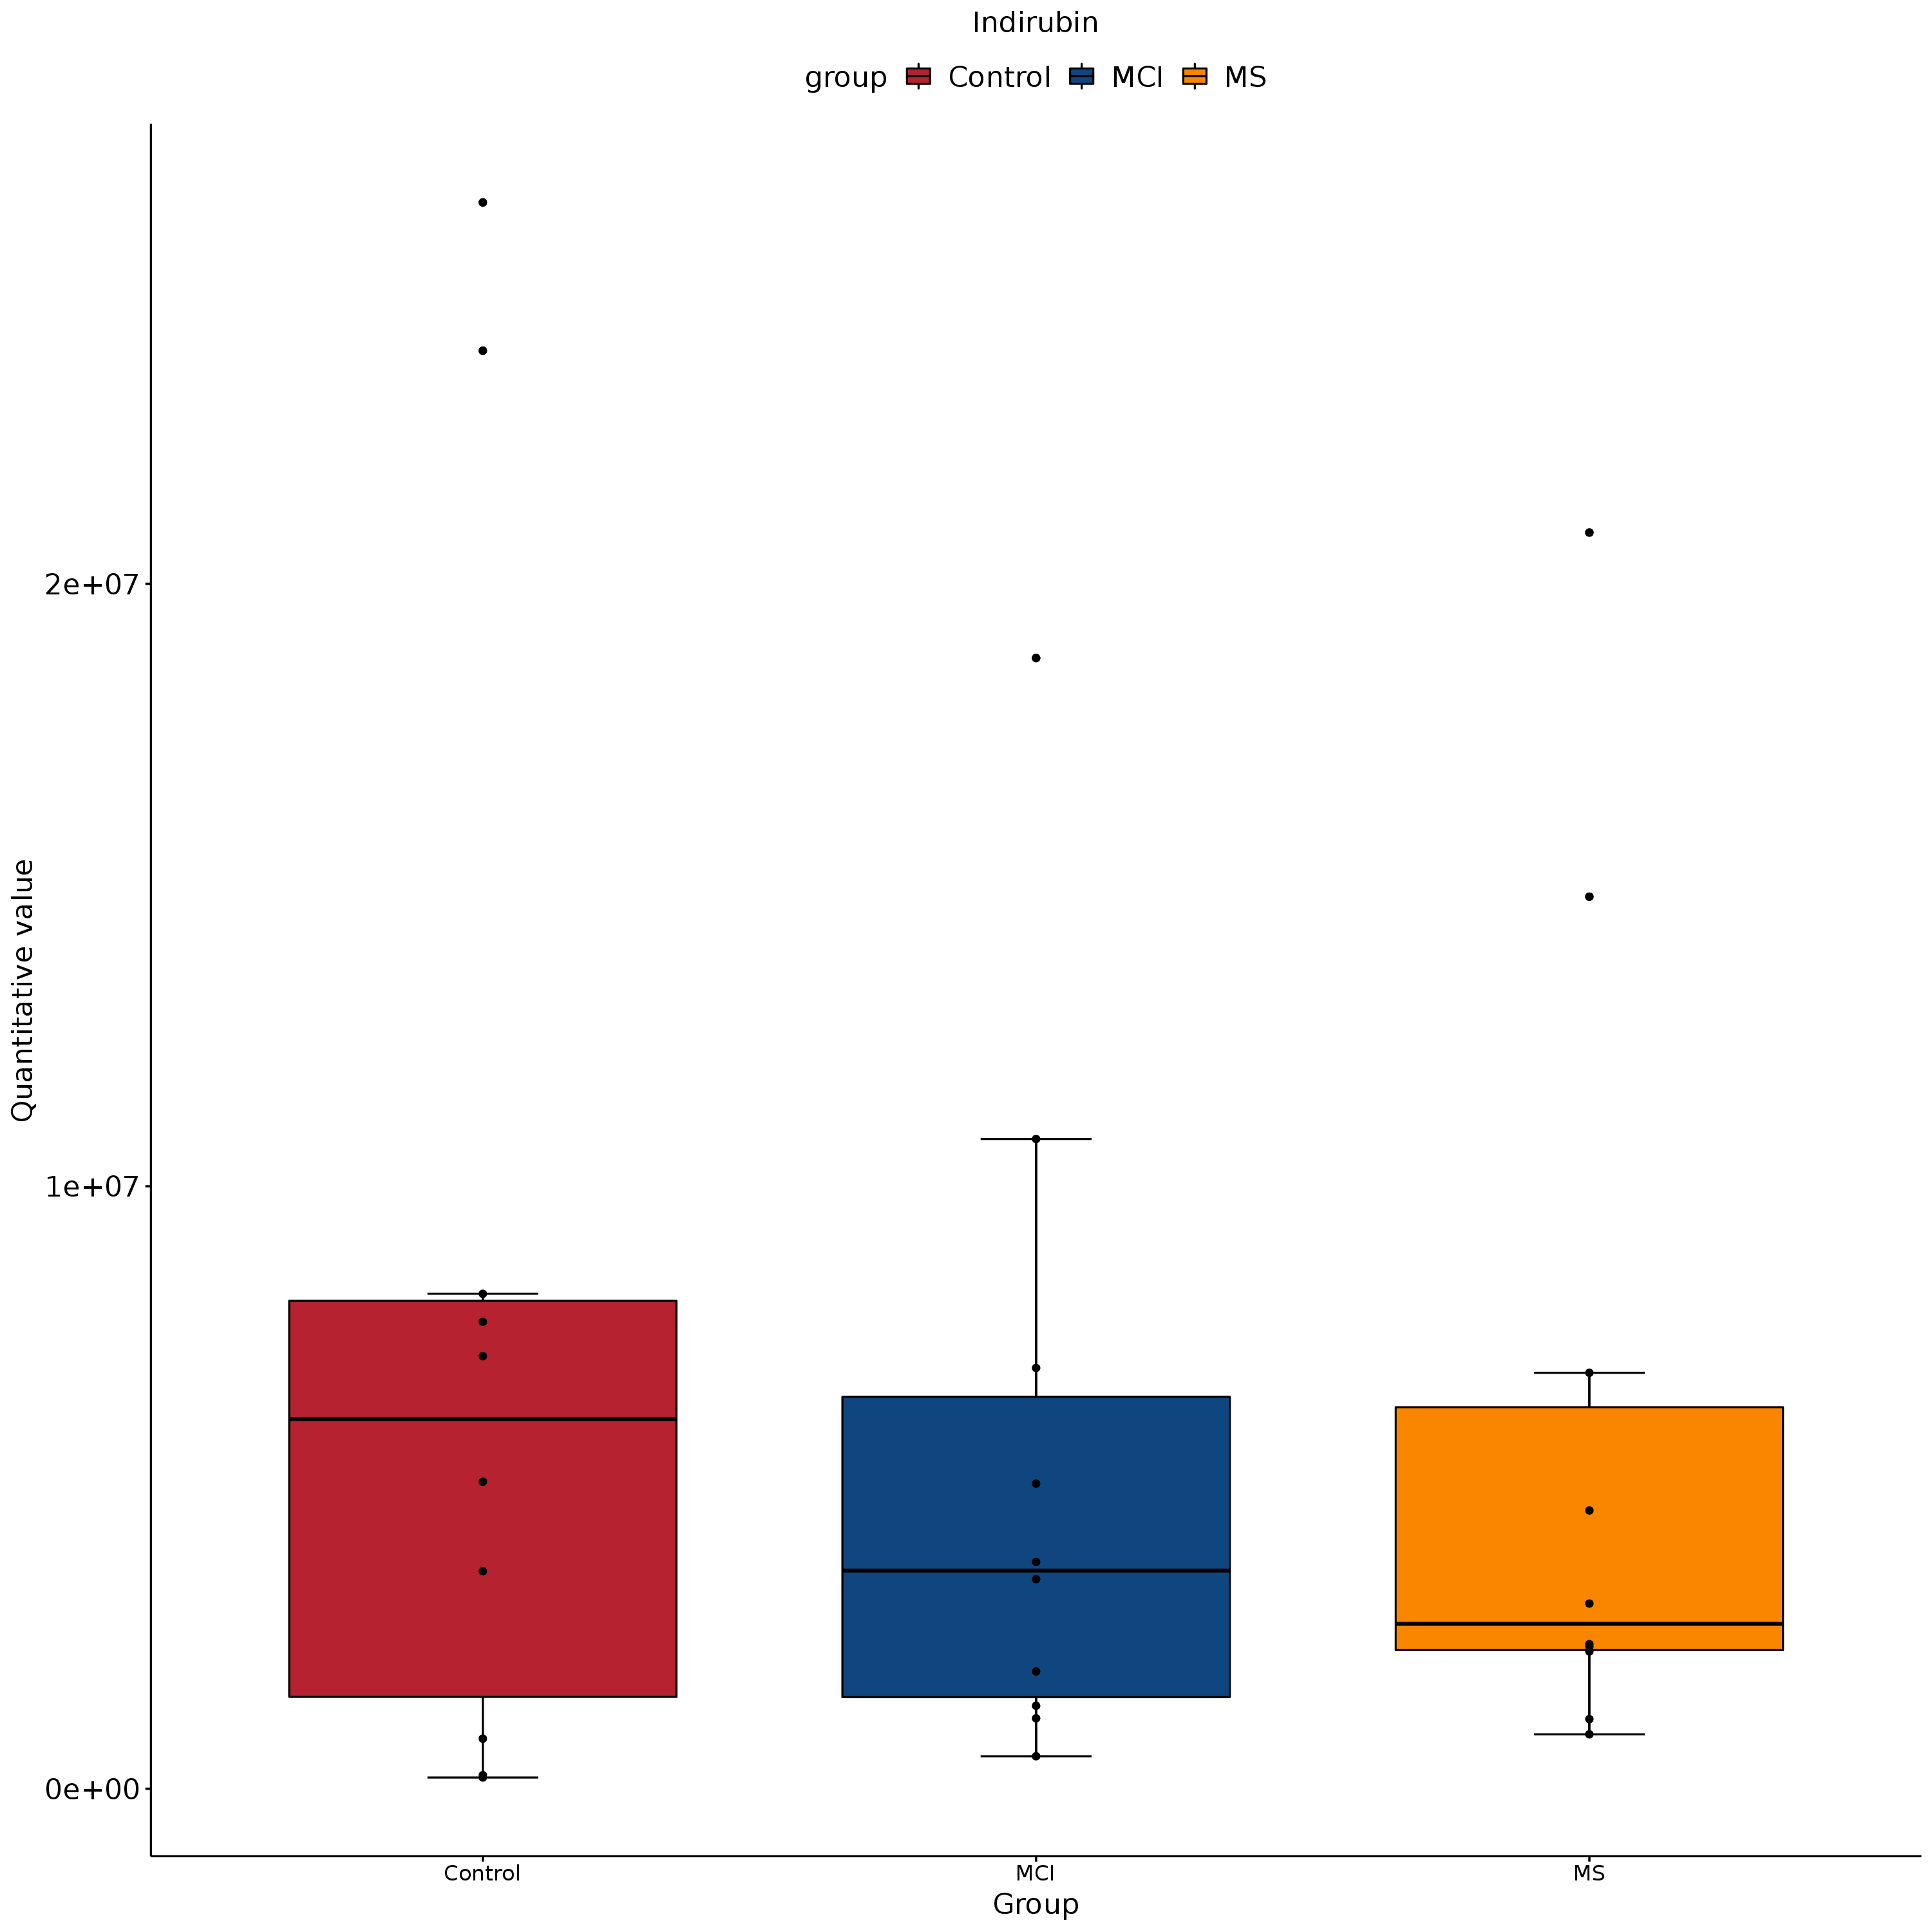 Indirubin
group Control MCI MS
Quantitative value
2e+07
1e+07
0e+00
Control MCI MS
Group